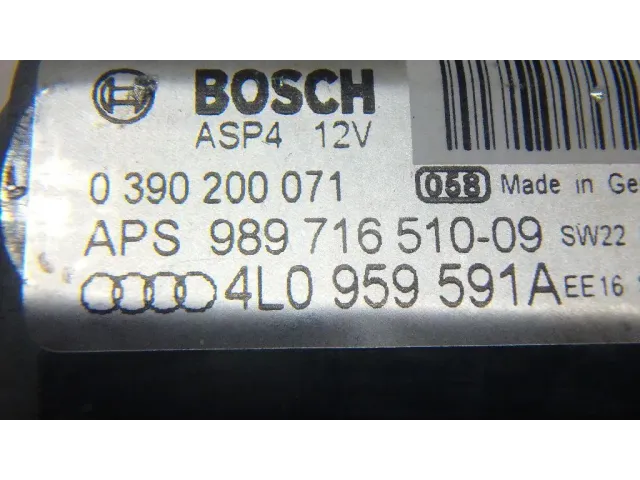 BOSCH
ASP4 12V
0 390 200 071 058 Made in Ge
APS 989 716 510-09 SW22
4L0 959 591A EE16